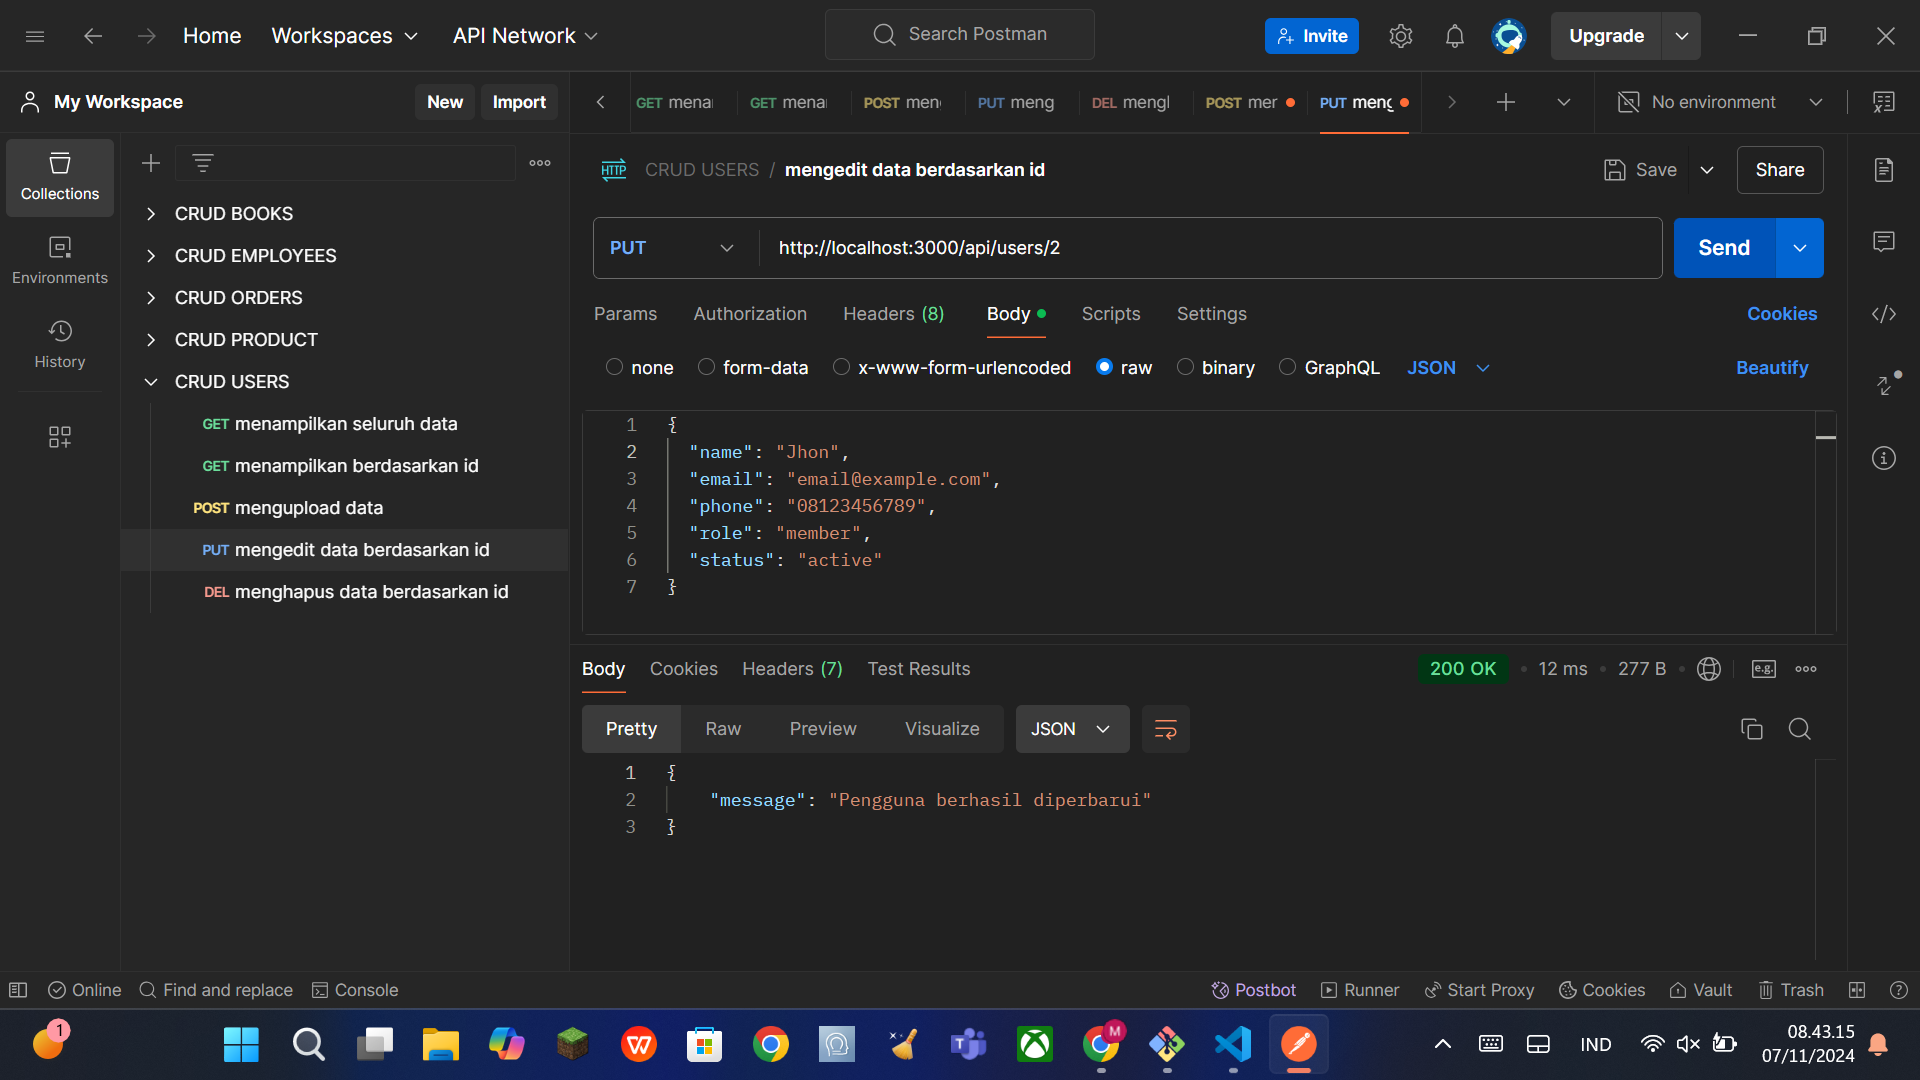 Home Workspaces API Network Search Postman Invite Upgrade
My Workspace New Import GET menai GET menai POST men PUT meng DEL mengl POST mer PUT meng No environment
Collections
Environments
History
CRUD BOOKS
CRUD EMPLOYEES
CRUD ORDERS
CRUD PRODUCT
CRUD USERS
GET menampilkan seluruh data
GET menampilkan berdasarkan id
POST mengupload data
PUT mengedit data berdasarkan id
DEL menghapus data berdasarkan id
HTTP CRUD USERS / mengedit data berdasarkan id Save Share
PUT http://localhost:3000/api/users/2 Send
Params Authorization Headers (8) Body Scripts Settings Cookies
none form-data x-www-form-urlencoded raw binary GraphQL JSON Beautify
1 {
2 "name": "Jhon",
3 "email": "email@example.com",
4 "phone": "08123456789",
5 "role": "member",
6 "status": "active"
7 }
Body Cookies Headers (7) Test Results 200 OK 12 ms 277 B e.g.
Pretty Raw Preview Visualize JSON
1 {
2 "message": "Pengguna berhasil diperbarui"
3 }
Online Find and replace Console Postbot Runner Start Proxy Cookies Vault Trash
1 M IND 08.43.15
07/11/2024